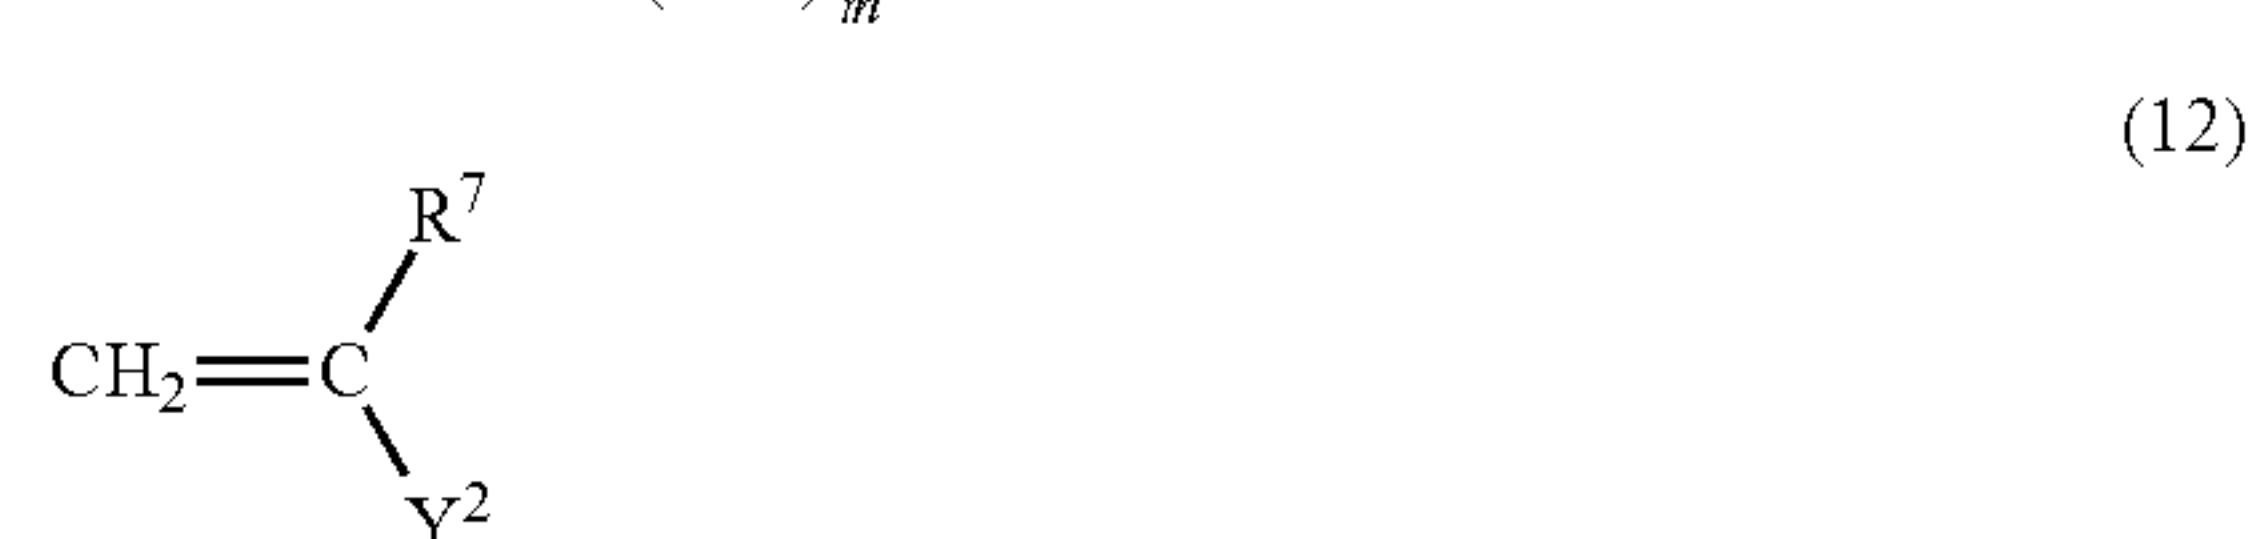 m
(12)
R⁷
CH₂=C
Y²